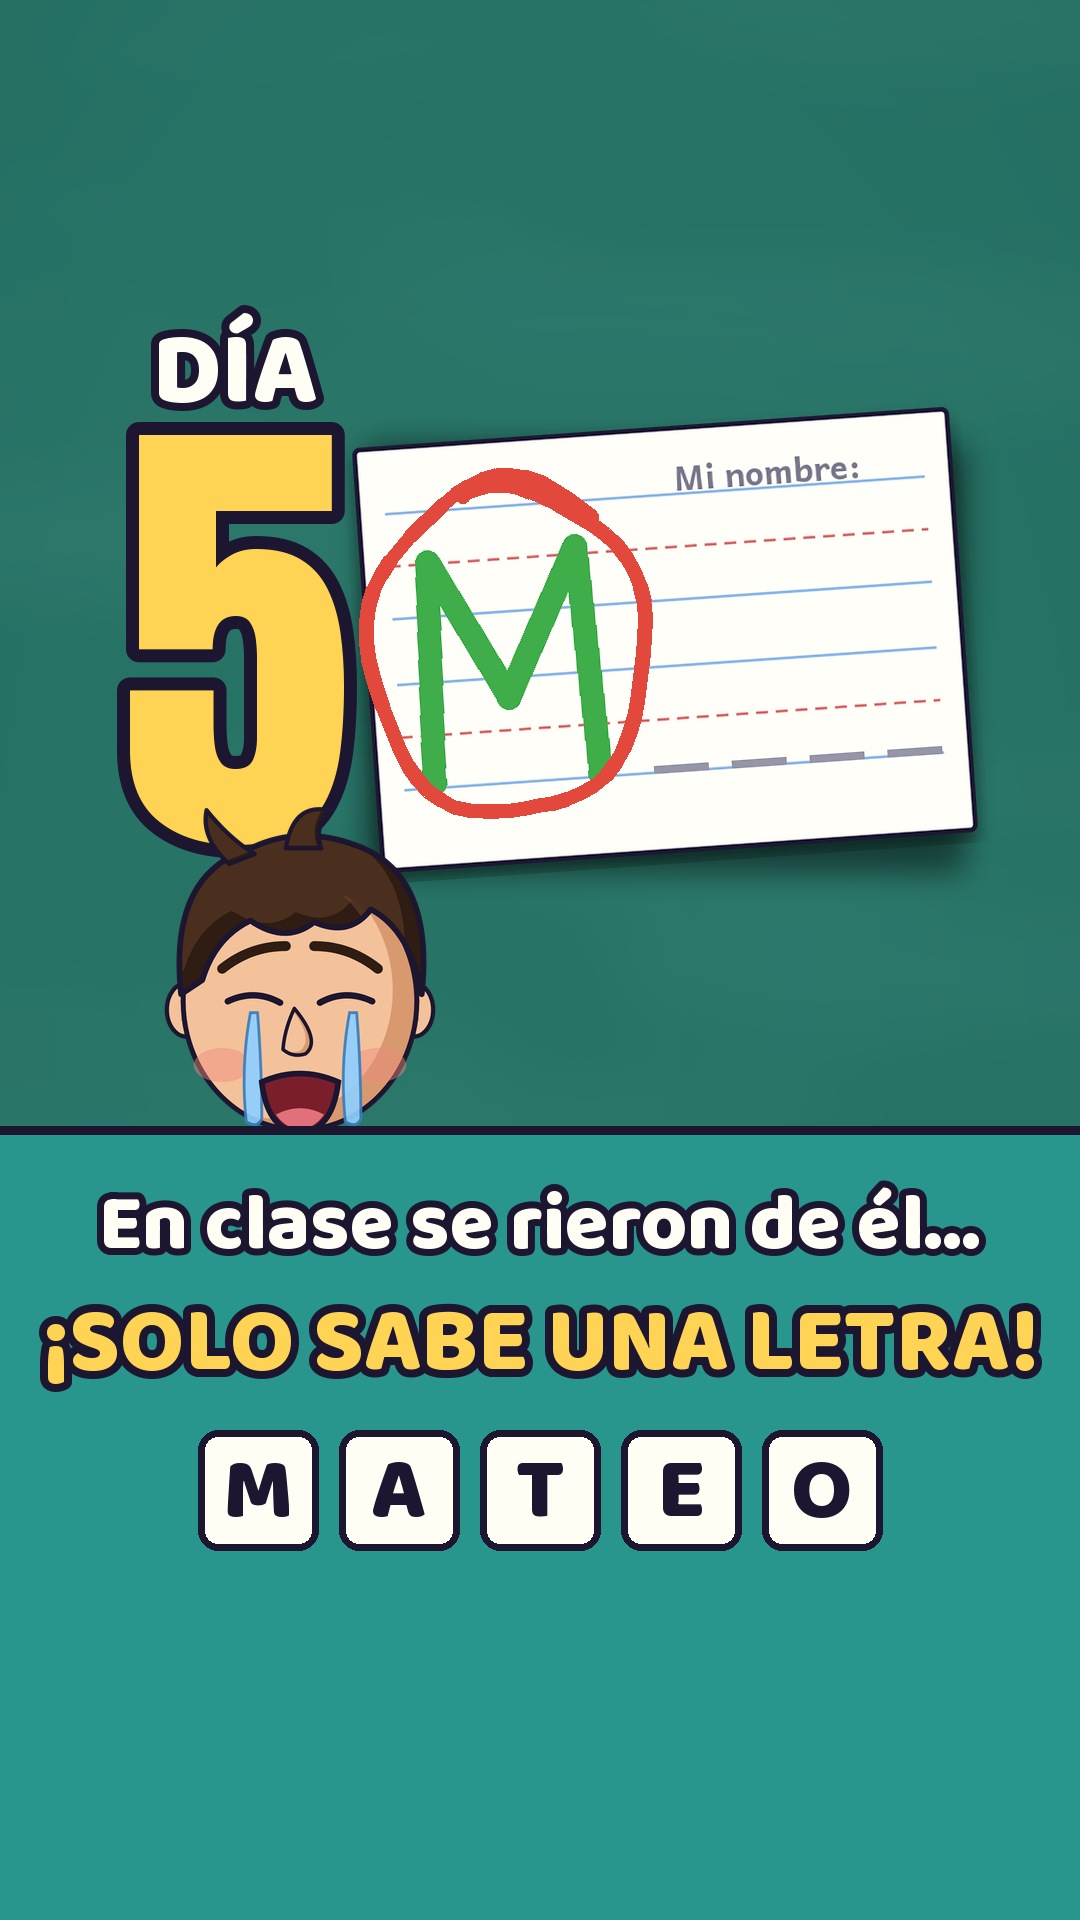 DÍA
5
Mi nombre:
M
En clase se rieron de él...
¡SOLO SABE UNA LETRA!
M A T E O